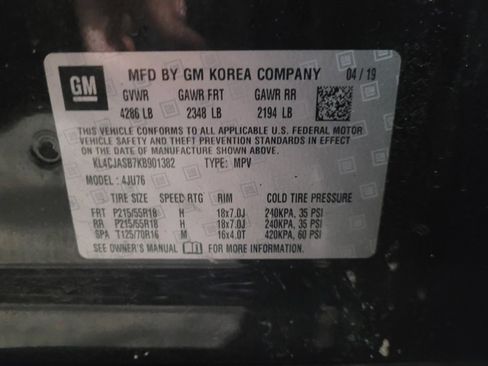 GM MFD BY GM KOREA COMPANY 04 / 19
GVWR GAWR FRT GAWR RR
4286 LB 2348 LB 2194 LB
THIS VEHICLE CONFORMS TO ALL APPLICABLE U.S. FEDERAL MOTOR
VEHICLE SAFETY AND THEFT PREVENTION STANDARDS IN EFFECT
ON THE DATE OF MANUFACTURE SHOWN ABOVE.
KL4CJASB7KB901382 TYPE: MPV
MODEL: 4JU76
TIRE SIZE SPEED RTG RIM COLD TIRE PRESSURE
FRT P215/55R18 H 18x7.0J 240KPA, 35 PSI
RR P215/55R18 H 18x7.0J 240KPA, 35 PSI
SPA T125/70R16 M 16x4.0T 420KPA, 60 PSI
SEE OWNER'S MANUAL FOR MORE INFORMATION.